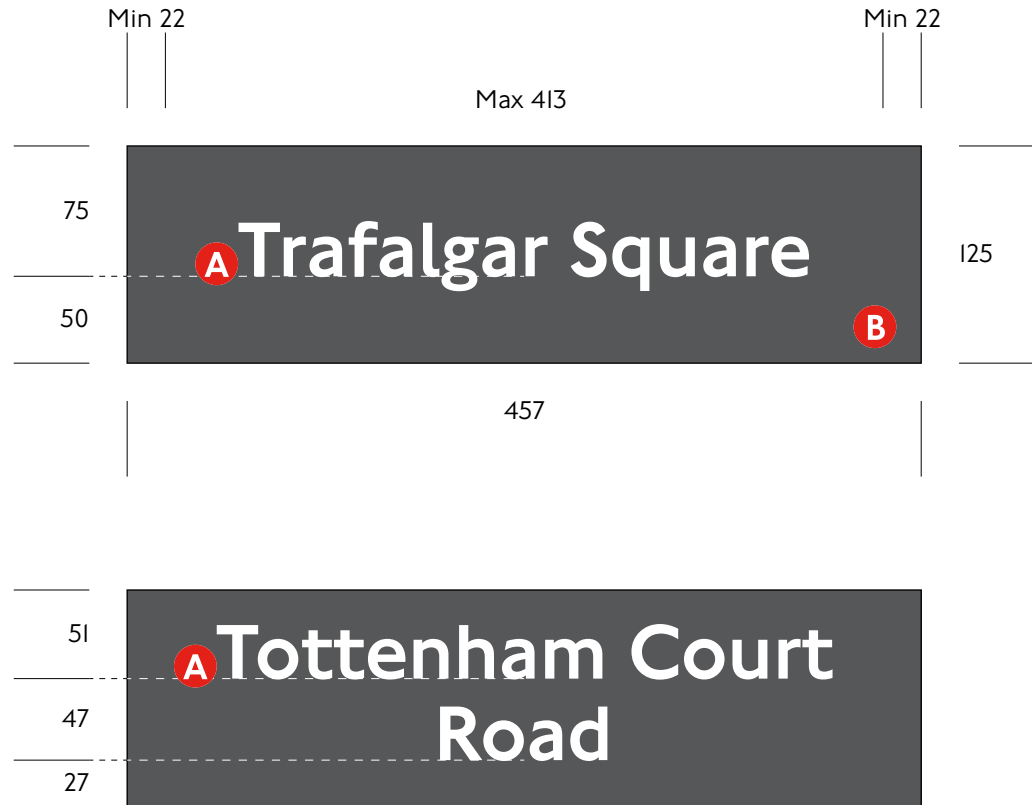 Min 22 Min 22
Max 413
75
A Trafalgar Square
125
50
B
457
51
A Tottenham Court
47
Road
27